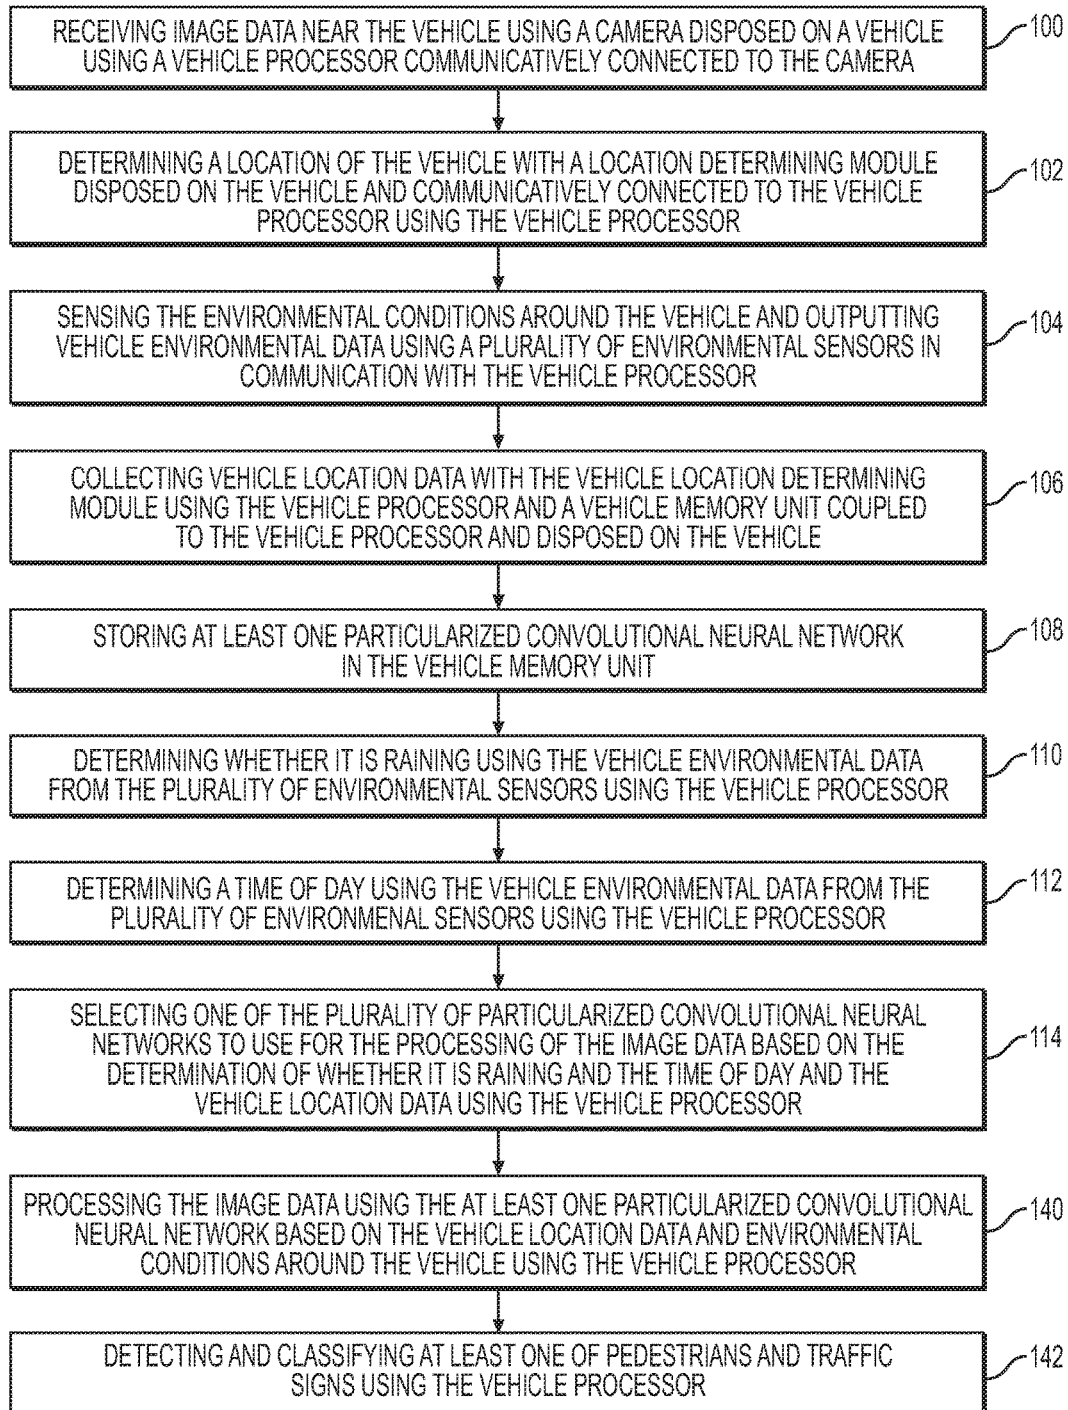 RECEIVING IMAGE DATA NEAR THE VEHICLE USING A CAMERA DISPOSED ON A VEHICLE
USING A VEHICLE PROCESSOR COMMUNICATIVELY CONNECTED TO THE CAMERA
100
DETERMINING A LOCATION OF THE VEHICLE WITH A LOCATION DETERMINING MODULE
DISPOSED ON THE VEHICLE AND COMMUNICATIVELY CONNECTED TO THE VEHICLE
PROCESSOR USING THE VEHICLE PROCESSOR
102
SENSING THE ENVIRONMENTAL CONDITIONS AROUND THE VEHICLE AND OUTPUTTING
VEHICLE ENVIRONMENTAL DATA USING A PLURALITY OF ENVIRONMENTAL SENSORS IN
COMMUNICATION WITH THE VEHICLE PROCESSOR
104
COLLECTING VEHICLE LOCATION DATA WITH THE VEHICLE LOCATION DETERMINING
MODULE USING THE VEHICLE PROCESSOR AND A VEHICLE MEMORY UNIT COUPLED
TO THE VEHICLE PROCESSOR AND DISPOSED ON THE VEHICLE
106
STORING AT LEAST ONE PARTICULARIZED CONVOLUTIONAL NEURAL NETWORK
IN THE VEHICLE MEMORY UNIT
108
DETERMINING WHETHER IT IS RAINING USING THE VEHICLE ENVIRONMENTAL DATA
FROM THE PLURALITY OF ENVIRONMENTAL SENSORS USING THE VEHICLE PROCESSOR
110
DETERMINING A TIME OF DAY USING THE VEHICLE ENVIRONMENTAL DATA FROM THE
PLURALITY OF ENVIRONMENAL SENSORS USING THE VEHICLE PROCESSOR
112
SELECTING ONE OF THE PLURALITY OF PARTICULARIZED CONVOLUTIONAL NEURAL
NETWORKS TO USE FOR THE PROCESSING OF THE IMAGE DATA BASED ON THE
DETERMINATION OF WHETHER IT IS RAINING AND THE TIME OF DAY AND THE
VEHICLE LOCATION DATA USING THE VEHICLE PROCESSOR
114
PROCESSING THE IMAGE DATA USING THE AT LEAST ONE PARTICULARIZED CONVOLUTIONAL
NEURAL NETWORK BASED ON THE VEHICLE LOCATION DATA AND ENVIRONMENTAL
CONDITIONS AROUND THE VEHICLE USING THE VEHICLE PROCESSOR
140
DETECTING AND CLASSIFYING AT LEAST ONE OF PEDESTRIANS AND TRAFFIC
SIGNS USING THE VEHICLE PROCESSOR
142